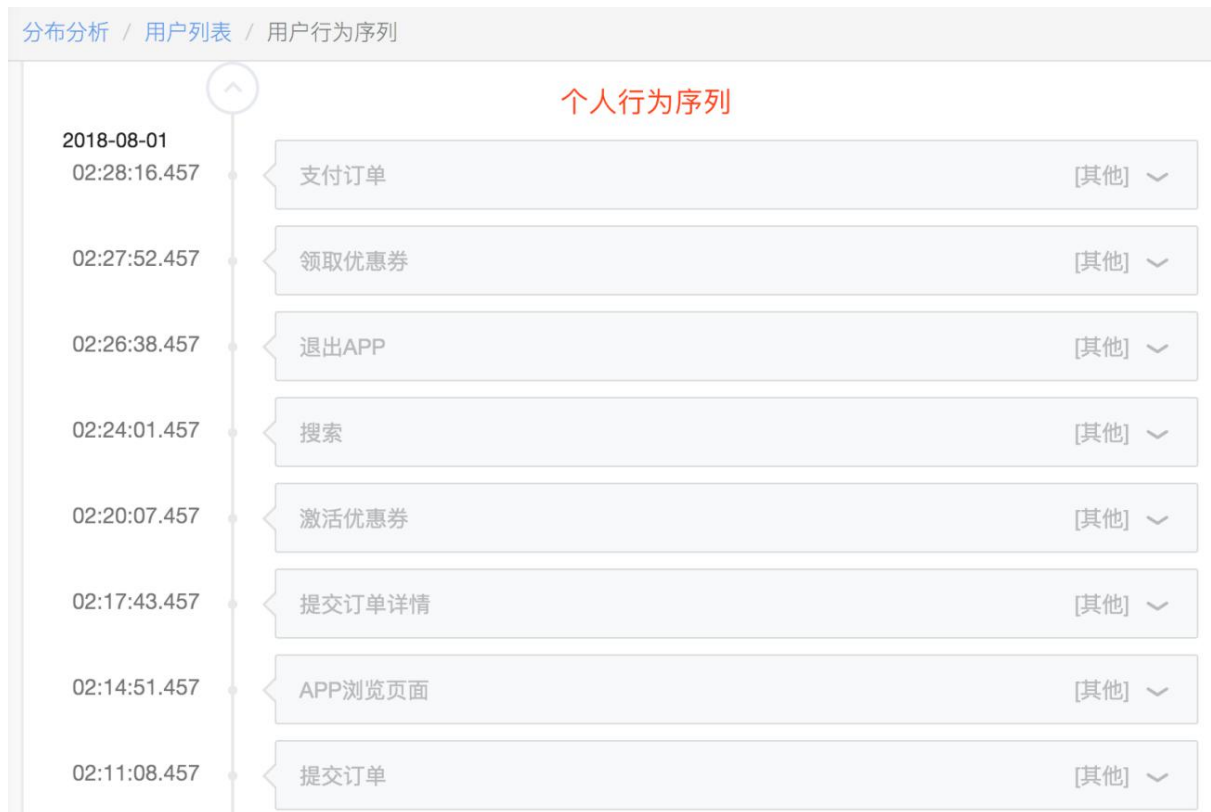 分布分析 / 用户列表 / 用户行为序列
个人行为序列
2018-08-01
02:28:16.457 支付订单 [其他]
02:27:52.457 领取优惠券 [其他]
02:26:38.457 退出APP [其他]
02:24:01.457 搜索 [其他]
02:20:07.457 激活优惠券 [其他]
02:17:43.457 提交订单详情 [其他]
02:14:51.457 APP浏览页面 [其他]
02:11:08.457 提交订单 [其他]